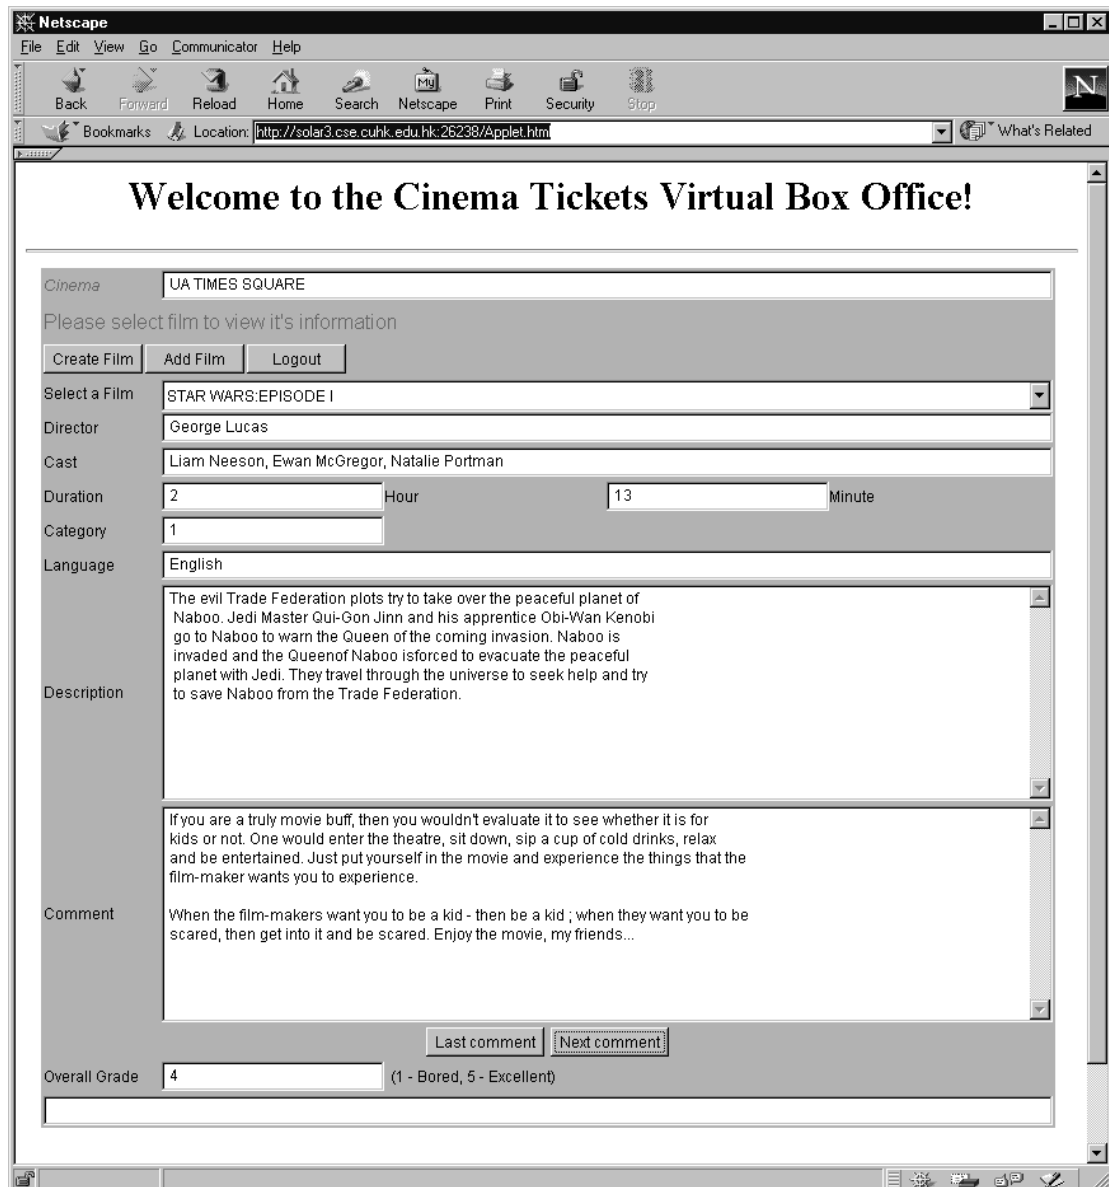 Netscape
File Edit View Go Communicator Help
My N
Back Forward Reload Home Search Netscape Print Security Stop
Bookmarks Location: http://solar3.cse.cuhk.edu.hk:26238/Applet.html What's Related
Welcome to the Cinema Tickets Virtual Box Office!
Cinema UA TIMES SQUARE
Please select film to view it's information
Create Film Add Film Logout
Select a Film STAR WARS:EPISODE I
Director George Lucas
Cast Liam Neeson, Ewan McGregor, Natalie Portman
Duration 2 Hour 13 Minute
Category 1
Language English
Description
The evil Trade Federation plots try to take over the peaceful planet of
Naboo. Jedi Master Qui-Gon Jinn and his apprentice Obi-Wan Kenobi
go to Naboo to warn the Queen of the coming invasion. Naboo is
invaded and the Queenof Naboo isforced to evacuate the peaceful
planet with Jedi. They travel through the universe to seek help and try
to save Naboo from the Trade Federation.
Comment
If you are a truly movie buff, then you wouldn't evaluate it to see whether it is for
kids or not. One would enter the theatre, sit down, sip a cup of cold drinks, relax
and be entertained. Just put yourself in the movie and experience the things that the
film-maker wants you to experience.
When the film-makers want you to be a kid - then be a kid ; when they want you to be
scared, then get into it and be scared. Enjoy the movie, my friends...
Last comment Next comment
Overall Grade 4 (1 - Bored, 5 - Excellent)